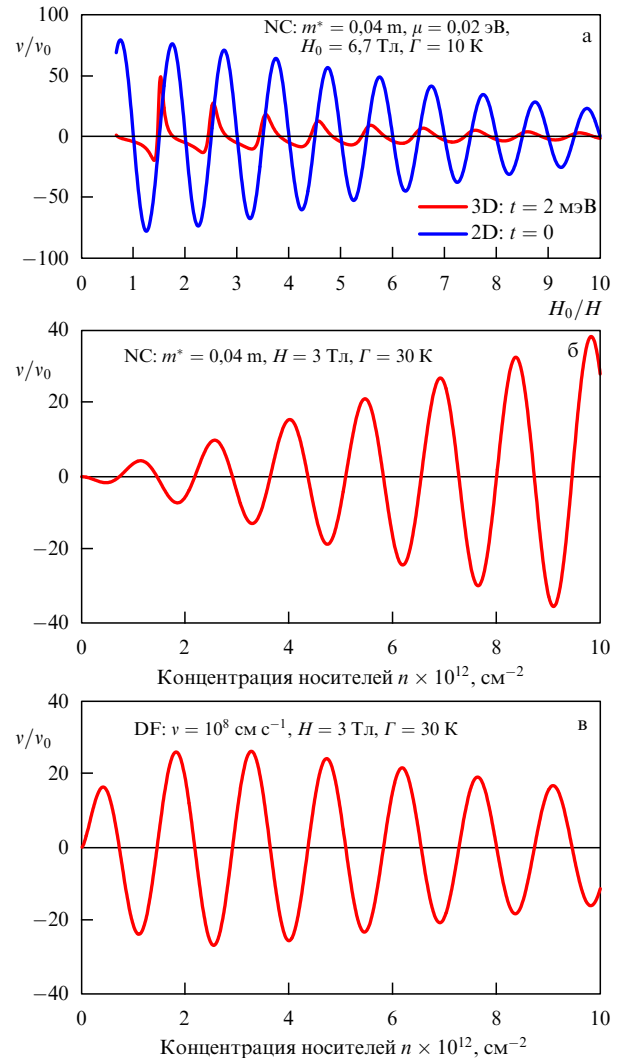 NC: m* = 0,04 m, μ = 0,02 эВ,
H₀ = 6,7 Тл, Γ = 10 К
а
ν/ν₀
100
50
0
−50
−100
3D: t = 2 мэВ
2D: t = 0
0 1 2 3 4 5 6 7 8 9 10
H₀/H
NC: m* = 0,04 m, H = 3 Тл, Γ = 30 К
б
ν/ν₀
40
20
0
−20
−40
0 2 4 6 8 10
Концентрация носителей n × 10¹², см⁻²
DF: v = 10⁸ см с⁻¹, H = 3 Тл, Γ = 30 К
в
ν/ν₀
40
20
0
−20
−40
0 2 4 6 8 10
Концентрация носителей n × 10¹², см⁻²